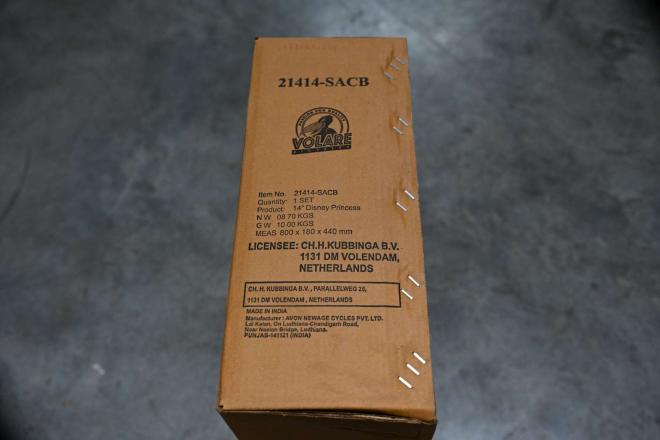 21414-SACB
VOLARE
Item No. 21414-SACB
Quantity: 1 SET
Product: 14" Disney Princess
N W 08 70 KGS
G W 10 00 KGS
MEAS 800 x 180 x 440 mm
LICENSEE: CH.H.KUBBINGA B.V.
1131 DM VOLENDAM,
NETHERLANDS
CH. H. KUBBINGA B.V. , PARALLELWEG 26,
1131 DM VOLENDAM , NETHERLANDS
MADE IN INDIA
Manufacturer : AVON NEWAGE CYCLES PVT. LTD.
Lal Kalan, On Ludhiana-Chandigarh Road,
Near Neelon Bridge, Ludhiana.
PUNJAB-141121 (INDIA)